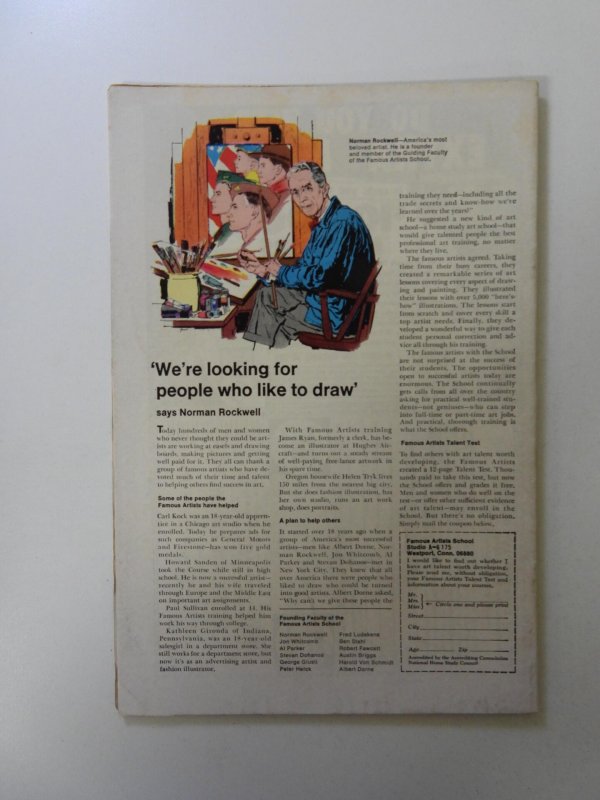 Norman Rockwell—America's most
beloved artist. He is a founder
and member of the Guiding Faculty
of the Famous Artists School.
'We're looking for
people who like to draw'
says Norman Rockwell
Today hundreds of men and women
who never thought they could be art-
ists are working at easels and drawing
boards, making pictures and getting
well paid for it. They all can thank a
group of famous artists who have de-
voted much of their time and talent
to helping others find success in art.
Some of the people the
Famous Artists have helped
Carl Kock was an 18-year-old appren-
tice in a Chicago art studio when he
enrolled. Today he prepares ads for
such companies as General Motors
and Firestone—has won five gold
medals.
Howard Sanden of Minneapolis
took the Course while still in high
school. He is now a successful artist—
recently he and his wife traveled
through Europe and the Middle East
on important art assignments.
Paul Sullivan enrolled at 14. His
Famous Artists training helped him
work his way through college.
Kathleen Gironda of Indiana,
Pennsylvania, was an 18-year-old
salesgirl in a department store. She
still works for a department store, but
now it's as an advertising artist and
fashion illustrator.
With Famous Artists training
James Ryan, formerly a clerk, has be-
come an illustrator at Hughes Air-
craft—and turns out a steady stream
of well-paying free-lance artwork in
his spare time.
Oregon housewife Helen Tryk lives
150 miles from the nearest big city.
But she does fashion illustration, has
her own studio, runs an art work
shop, does portraits.
A plan to help others
It started over 18 years ago when a
group of America's most successful
artists—men like Albert Dorne, Nor-
man Rockwell, Jon Whitcomb, Al
Parker and Stevan Dohanos—met in
New York City. They knew that all
over America there were people who
liked to draw who could be turned
into good artists. Albert Dorne asked,
"Why can't we give these people the
Founding Faculty of the
Famous Artists School
Norman Rockwell
Jon Whitcomb
Al Parker
Stevan Dohanos
George Giusti
Peter Helck
Fred Ludekens
Ben Stahl
Robert Fawcett
Austin Briggs
Harold Von Schmidt
Albert Dorne
training they need—including all the
trade secrets and know-how we've
learned over the years?"
He suggested a new kind of art
school—a home study art school—that
would give talented people the best
professional art training, no matter
where they live.
The famous artists agreed. Taking
time from their busy careers, they
created a remarkable series of art
lessons covering every aspect of draw-
ing and painting. They illustrated
their lessons with over 5,000 "here's-
how" illustrations. The lessons start
from scratch and cover every skill a
top artist needs. Finally, they de-
veloped a wonderful way to give each
student personal correction and ad-
vice all through his training.
The famous artists with the School
are not surprised at the success of
their students. The opportunities
open to successful artists today are
enormous. The School continually
gets calls from all over the country
asking for practical well-trained stu-
dents—not geniuses—who can step
into full-time or part-time art jobs.
And practical, thorough training is
what the School offers.
Famous Artists Talent Test
To find others with art talent worth
developing, the Famous Artists
created a 12-page Talent Test. Thou-
sands paid to take this test, but now
the School offers and grades it free.
Men and women who do well on the
test—or offer other sufficient evidence
of art talent—may enroll in the
School. But there's no obligation.
Simply mail the coupon below.
Famous Artists School
Studio
Westport, Conn. 06880
I would like to find out whether I
have art talent worth developing.
Please send me, without obligation,
your Famous Artists Talent Test and
information about your courses.
Mr.
Mrs.
Miss
Circle one and please print
Street
City
State
Age Zip
Accredited by the Accrediting Commission
National Home Study Council